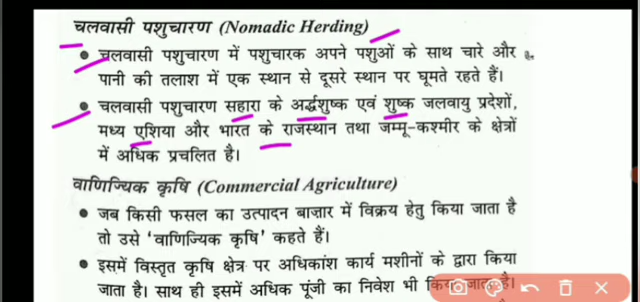 चलवासी पशुचारण (Nomadic Herding)
● चलवासी पशुचारण में पशुचारक अपने पशुओं के साथ चारे और
पानी की तलाश में एक स्थान से दूसरे स्थान पर घूमते रहते हैं।
● चलवासी पशुचारण सहारा के अर्द्धशुष्क एवं शुष्क जलवायु प्रदेशों,
मध्य एशिया और भारत के राजस्थान तथा जम्मू-कश्मीर के क्षेत्रों
में अधिक प्रचलित है।
वाणिज्यिक कृषि (Commercial Agriculture)
● जब किसी फसल का उत्पादन बाज़ार में विक्रय हेतु किया जाता है
तो उसे ‘वाणिज्यिक कृषि’ कहते हैं।
● इसमें विस्तृत कृषि क्षेत्र पर अधिकांश कार्य मशीनों के द्वारा किया
जाता है। साथ ही इसमें अधिक पूंजी का निवेश भी किया जाता है।